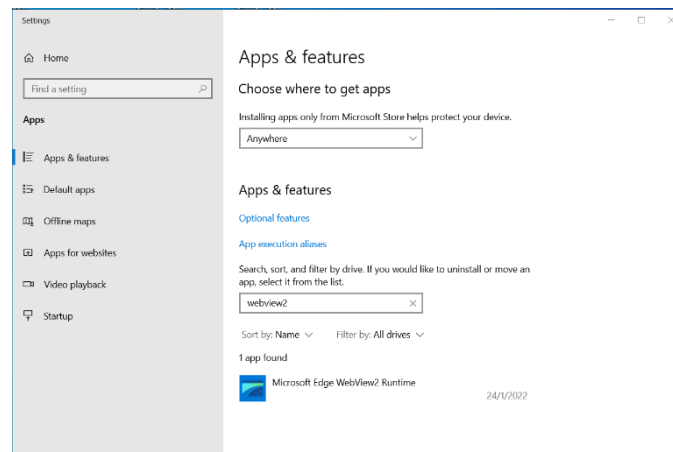 Settings
Home
Find a setting
Apps
Apps & features
Default apps
Offline maps
Apps for websites
Video playback
Startup
Apps & features
Choose where to get apps
Installing apps only from Microsoft Store helps protect your device.
Anywhere
Apps & features
Optional features
App execution aliases
Search, sort, and filter by drive. If you would like to uninstall or move an
app, select it from the list.
webview2
Sort by: Name Filter by: All drives
1 app found
Microsoft Edge WebView2 Runtime
24/1/2022